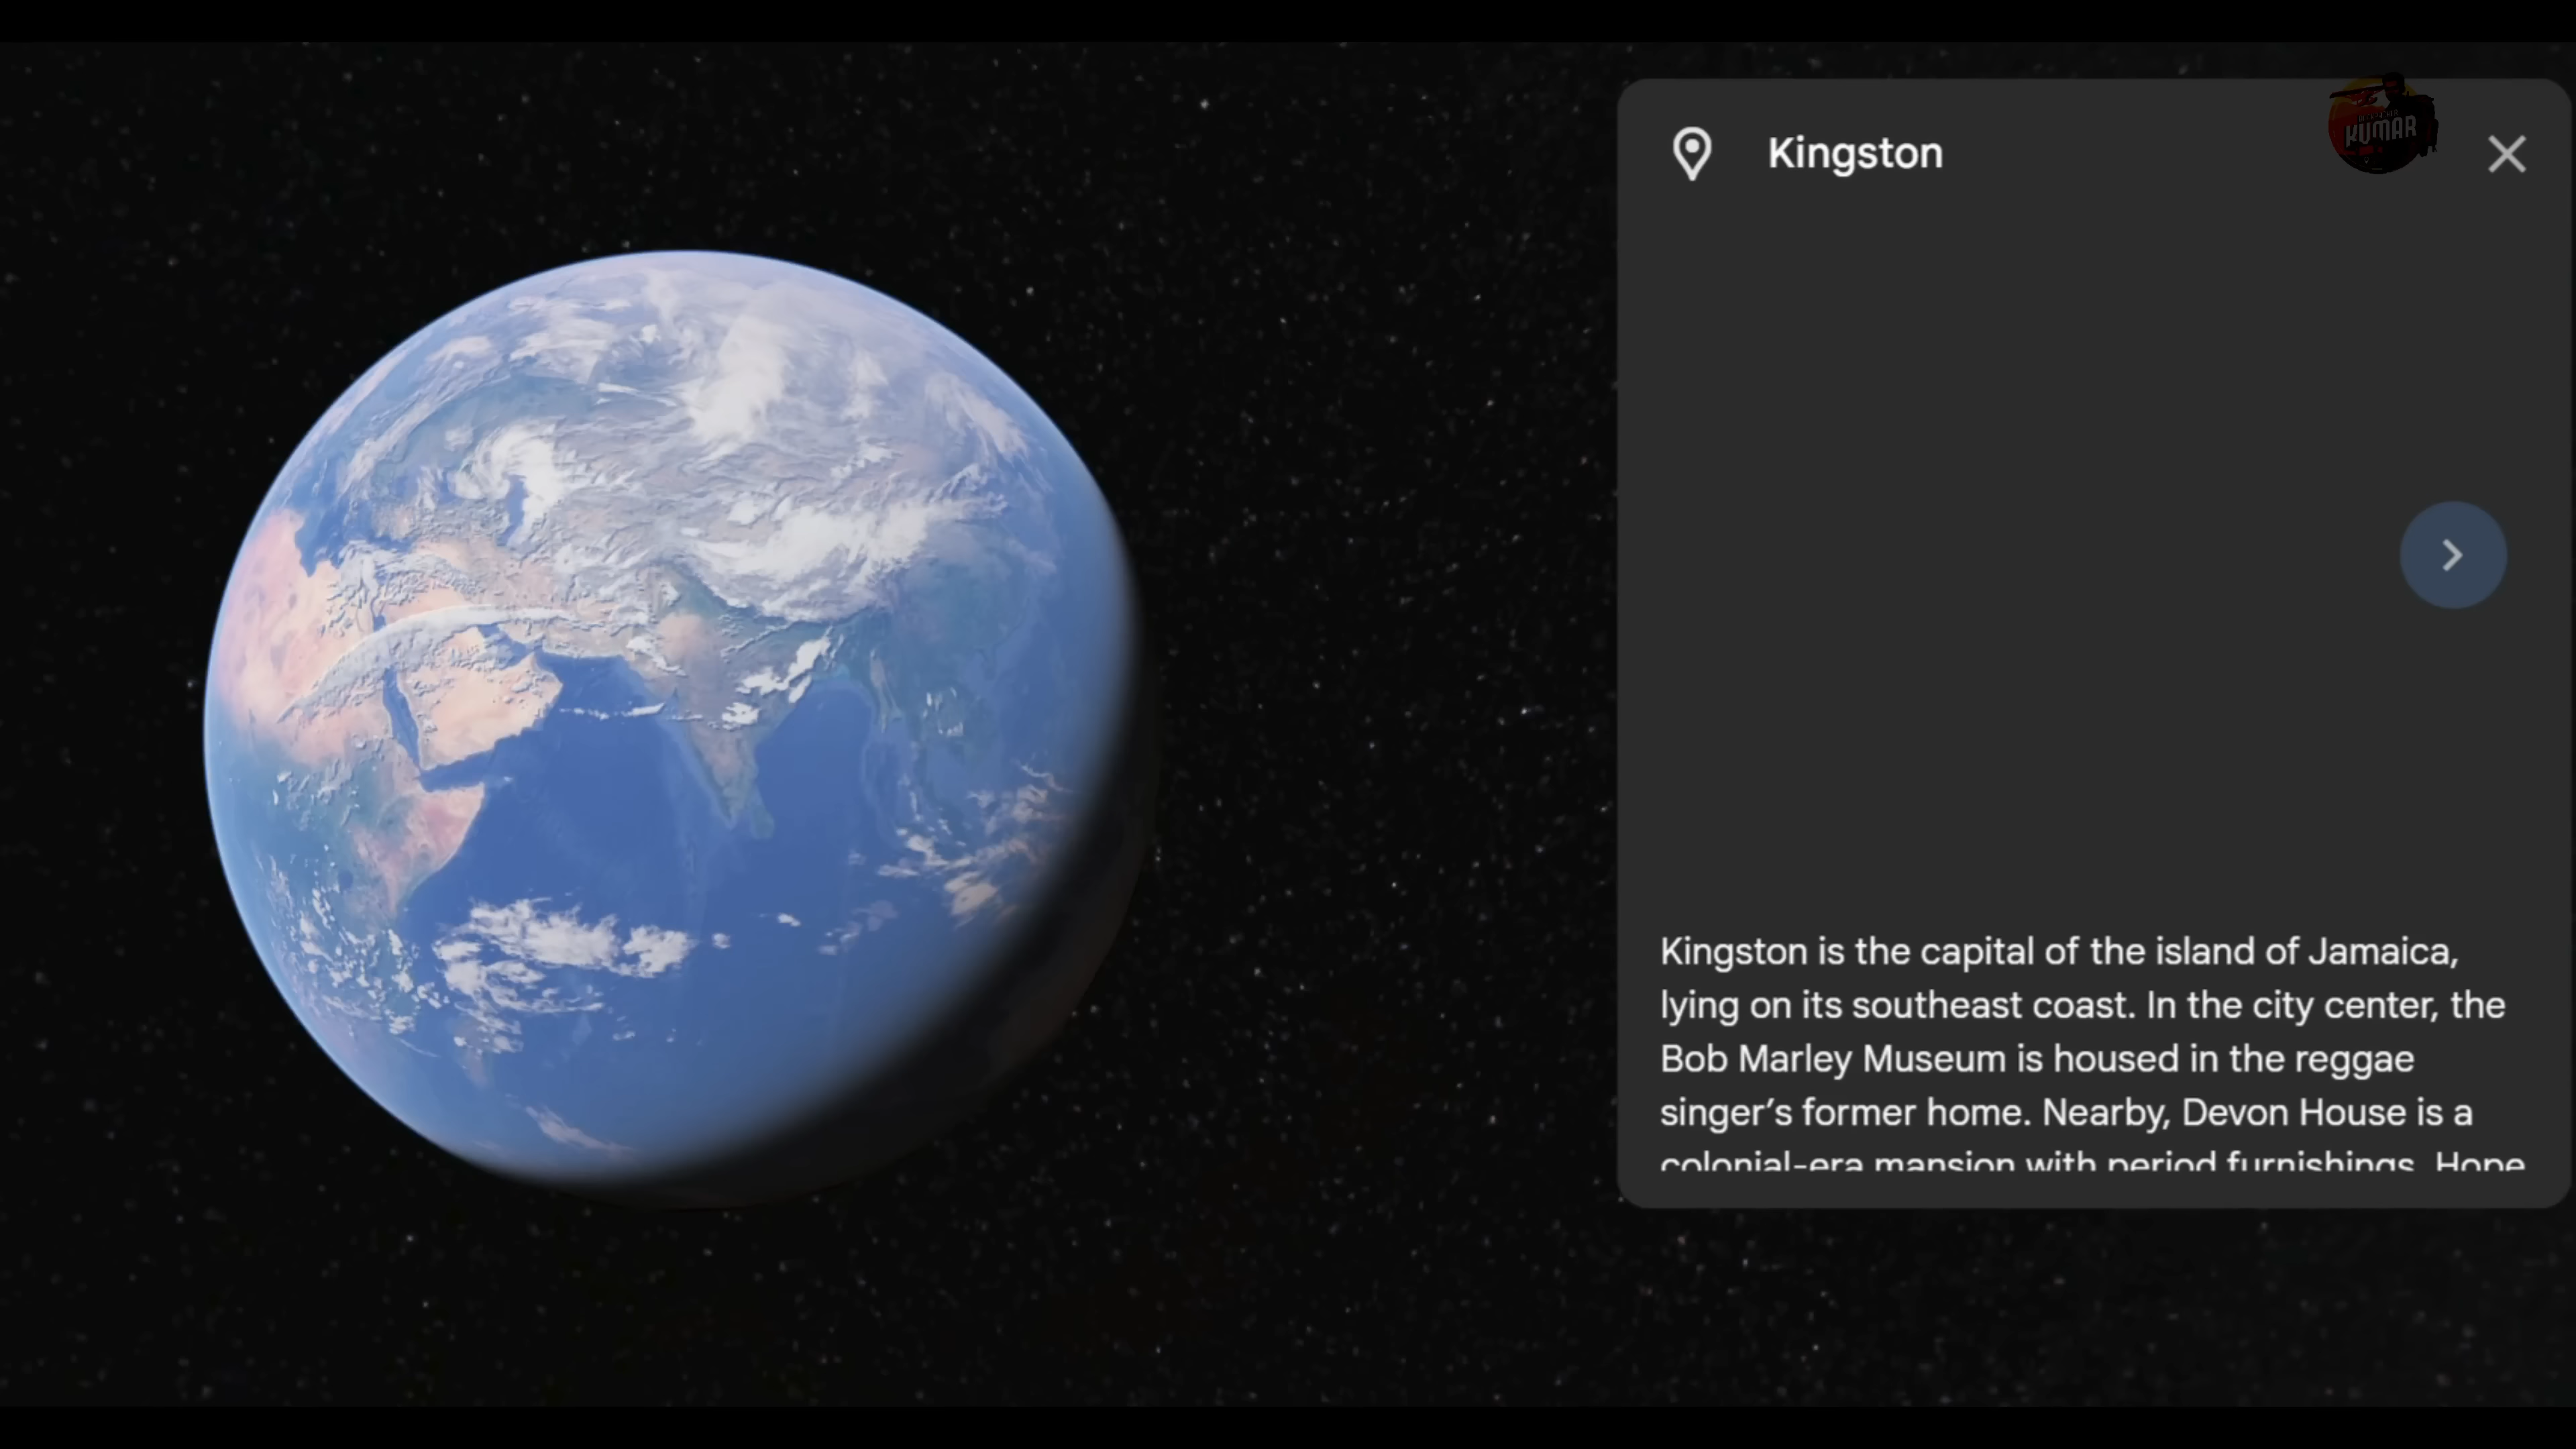 Kingston
KUMAR
Kingston is the capital of the island of Jamaica,
lying on its southeast coast. In the city center, the
Bob Marley Museum is housed in the reggae
singer’s former home. Nearby, Devon House is a
colonial-era mansion with period furnishings. Hope